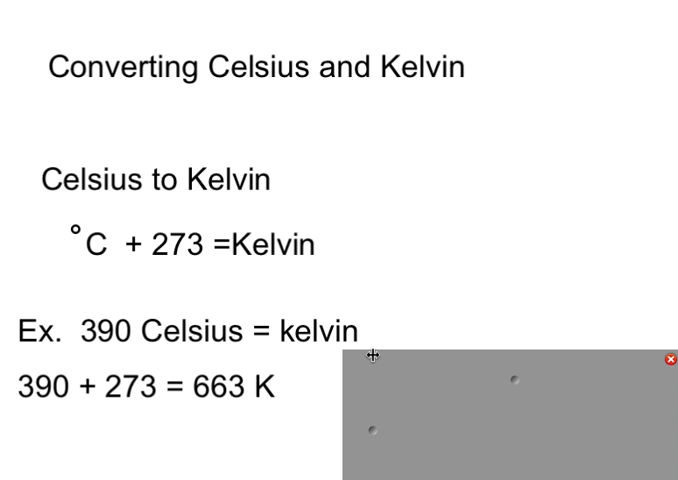 Converting Celsius and Kelvin
Celsius to Kelvin
°C + 273 =Kelvin
Ex. 390 Celsius = kelvin
390 + 273 = 663 K